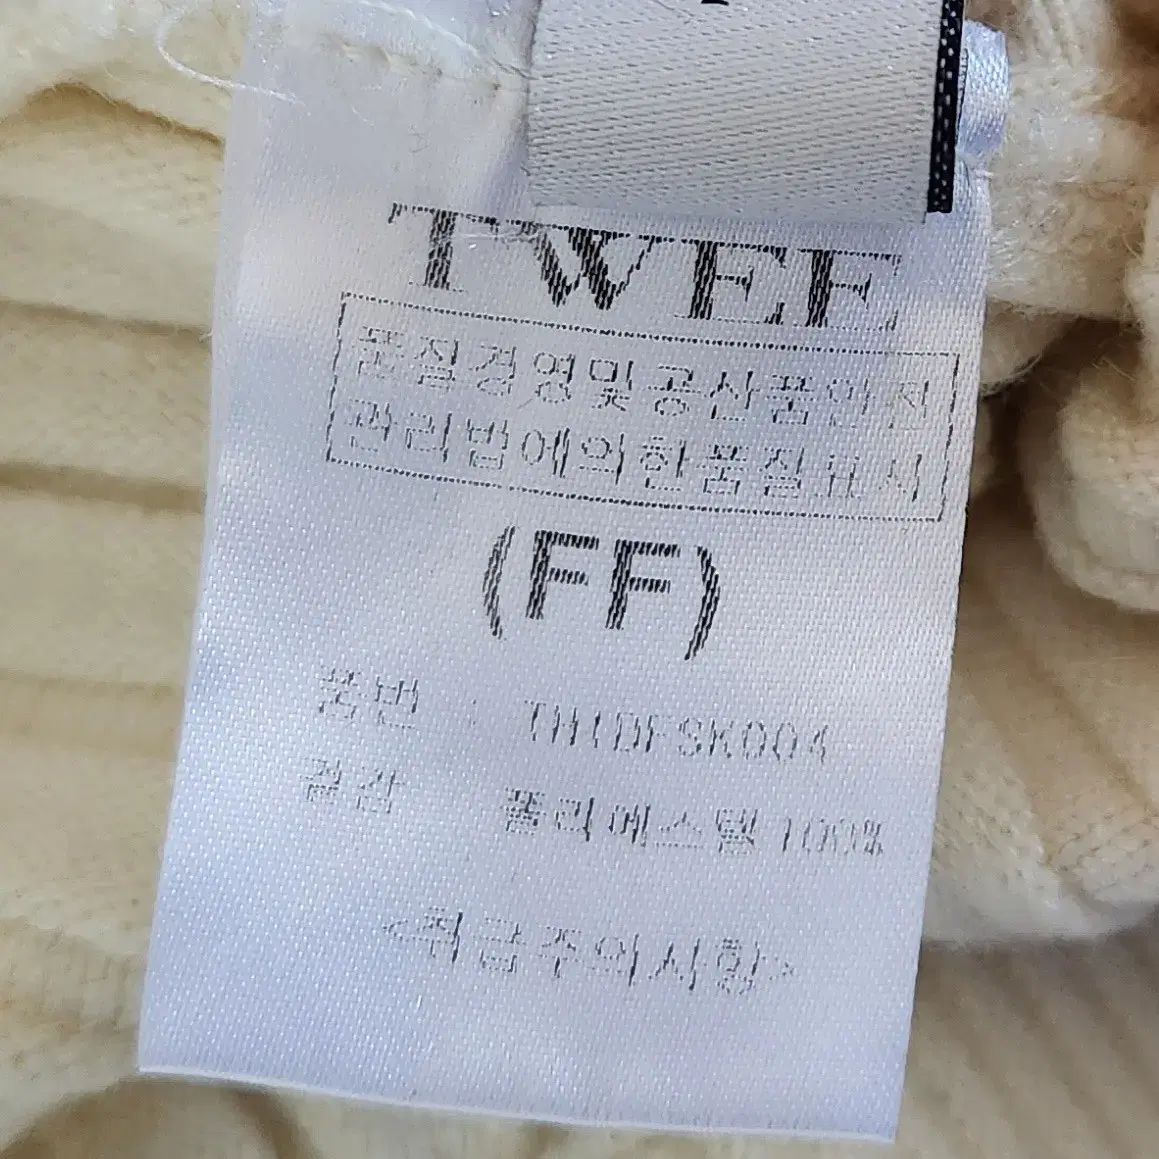 TWEE
품질경영및공산품안전
관리법에의한품질표시
(FF)
품번 : THIDFSK004
겉감 폴리에스텔 100%
<취급주의사항>